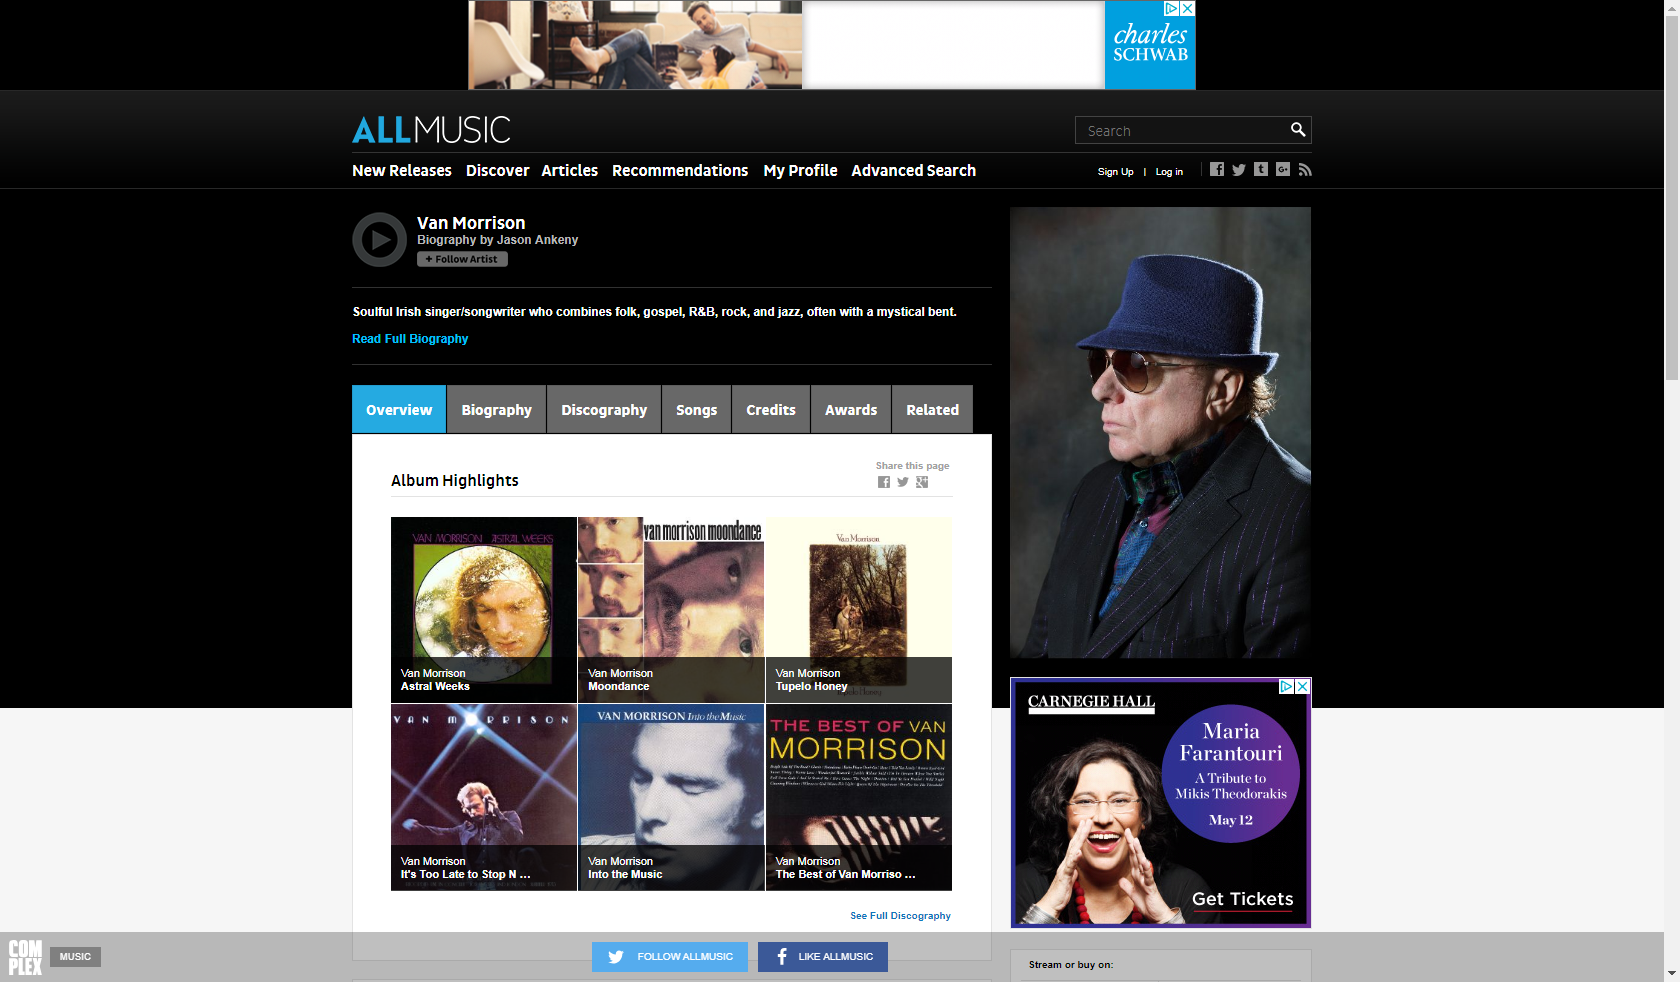 charles
SCHWAB
ALLMUSIC
Search
New Releases Discover Articles Recommendations My Profile Advanced Search
Sign Up | Log in
Van Morrison
Biography by Jason Ankeny
+ Follow Artist
Soulful Irish singer/songwriter who combines folk, gospel, R&B, rock, and jazz, often with a mystical bent.
Read Full Biography
Overview Biography Discography Songs Credits Awards Related
Share this page
Album Highlights
VAN MORRISON ASTRAL WEEKS
van morrison moondance
Van Morrison
Tupelo Honey
Van Morrison
Astral Weeks
Van Morrison
Moondance
Van Morrison
Tupelo Honey
VAN MORRISON
VAN MORRISON Into the Music
THE BEST OF VAN
MORRISON
Van Morrison
It's Too Late to Stop N ...
Van Morrison
Into the Music
Van Morrison
The Best of Van Morriso ...
See Full Discography
CARNEGIE HALL
Maria
Farantouri
A Tribute to
Mikis Theodorakis
May 12
Get Tickets
Stream or buy on:
COM
PLEX
MUSIC
FOLLOW ALLMUSIC
LIKE ALLMUSIC